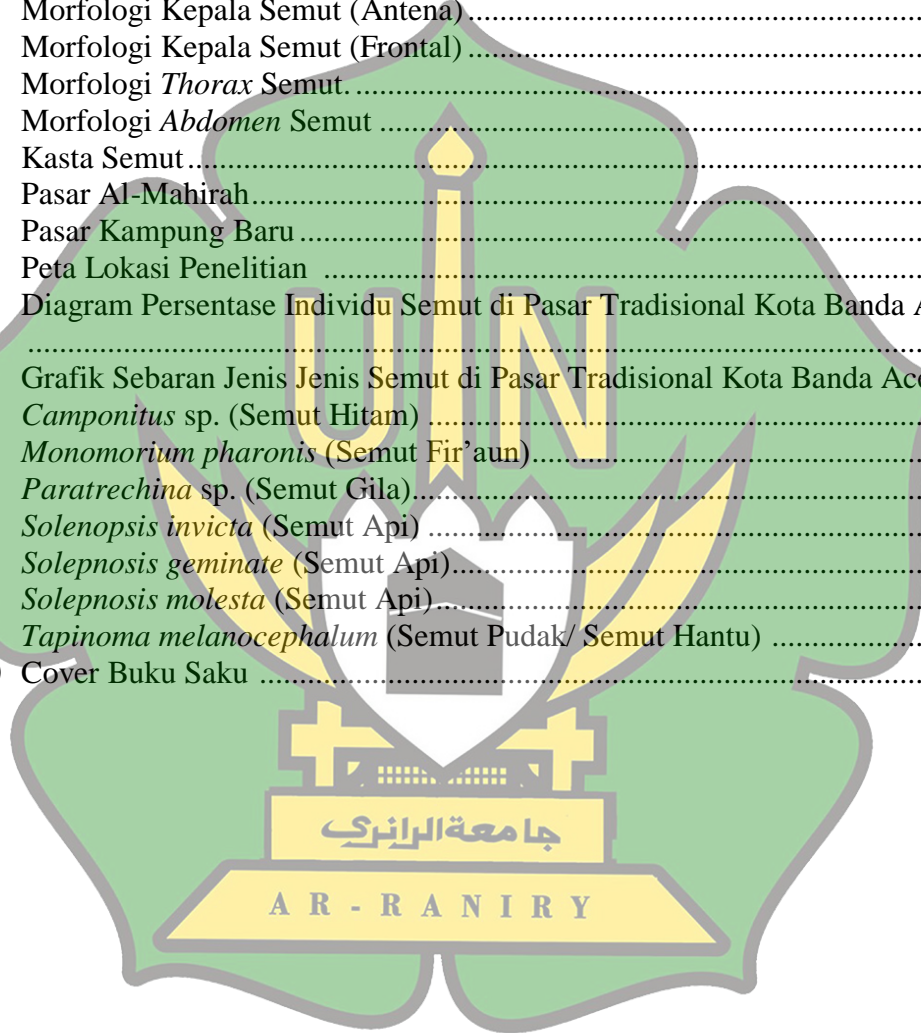 Morfologi Kepala Semut (Antena) ........................................................................
Morfologi Kepala Semut (Frontal) ........................................................................
Morfologi Thorax Semut. ........................................................................
Morfologi Abdomen Semut ........................................................................
Kasta Semut ........................................................................
Pasar Al-Mahirah ........................................................................
Pasar Kampung Baru ........................................................................
Peta Lokasi Penelitian ........................................................................
Diagram Persentase Individu Semut di Pasar Tradisional Kota Banda A
........................................................................
Grafik Sebaran Jenis Jenis Semut di Pasar Tradisional Kota Banda Ac
Camponitus sp. (Semut Hitam) ........................................................................
Monomorium pharonis (Semut Fir’aun) ........................................................................
Paratrechina sp. (Semut Gila) ........................................................................
Solenopsis invicta (Semut Api) ........................................................................
Solepnosis geminate (Semut Api) ........................................................................
Solepnosis molesta (Semut Api) ........................................................................
Tapinoma melanocephalum (Semut Pudak/ Semut Hantu) ........................................................................
Cover Buku Saku ........................................................................
UIN
جامعةالرانري
AR-RANIRY